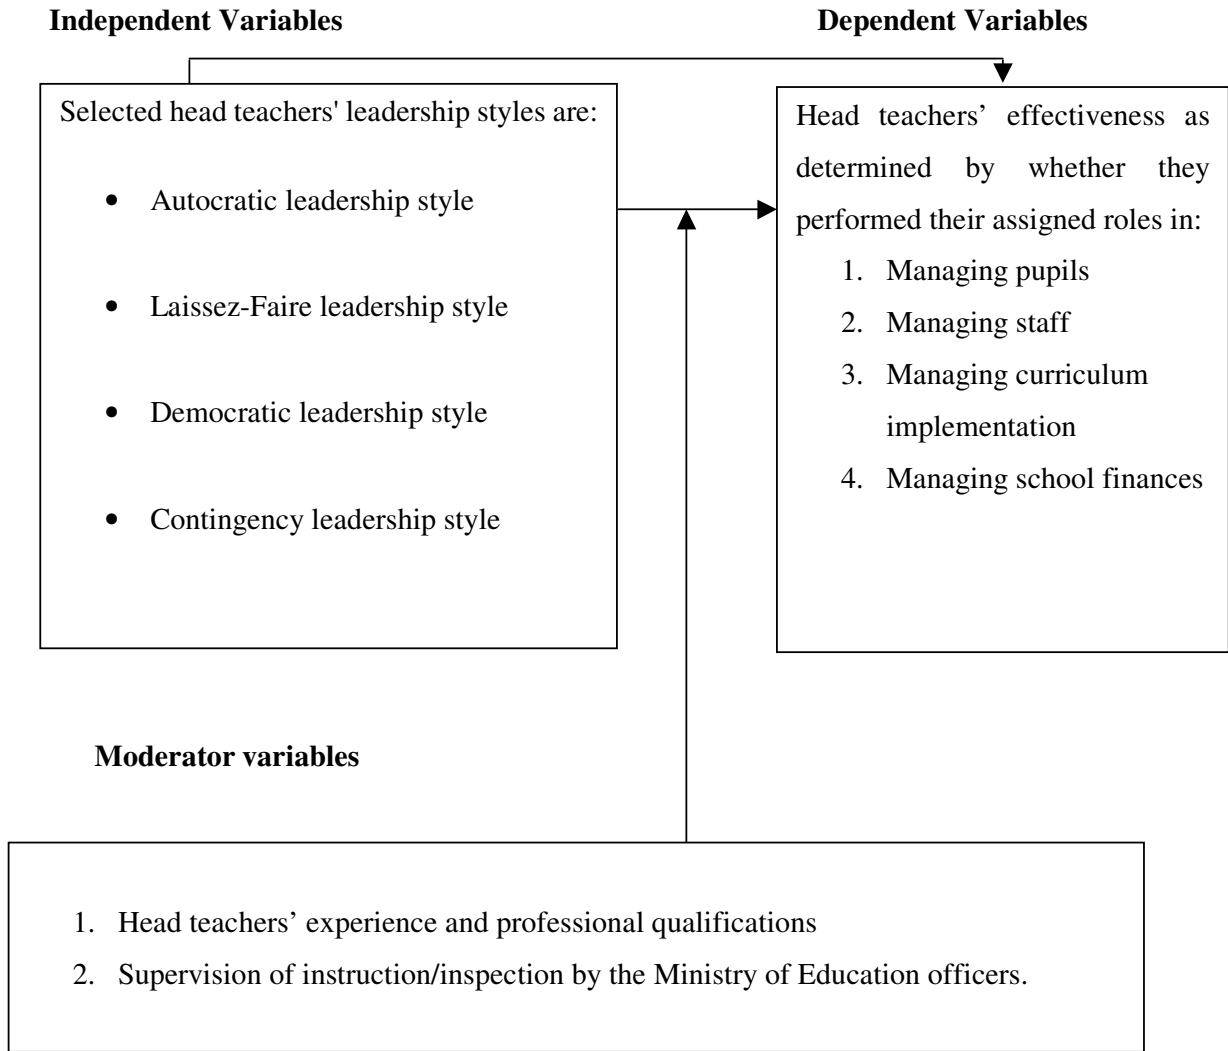 Independent Variables
Dependent Variables
Selected head teachers' leadership styles are:
• Autocratic leadership style
• Laissez-Faire leadership style
• Democratic leadership style
• Contingency leadership style
Head teachers’ effectiveness as
determined by whether they
performed their assigned roles in:
1. Managing pupils
2. Managing staff
3. Managing curriculum
implementation
4. Managing school finances
Moderator variables
1. Head teachers’ experience and professional qualifications
2. Supervision of instruction/inspection by the Ministry of Education officers.